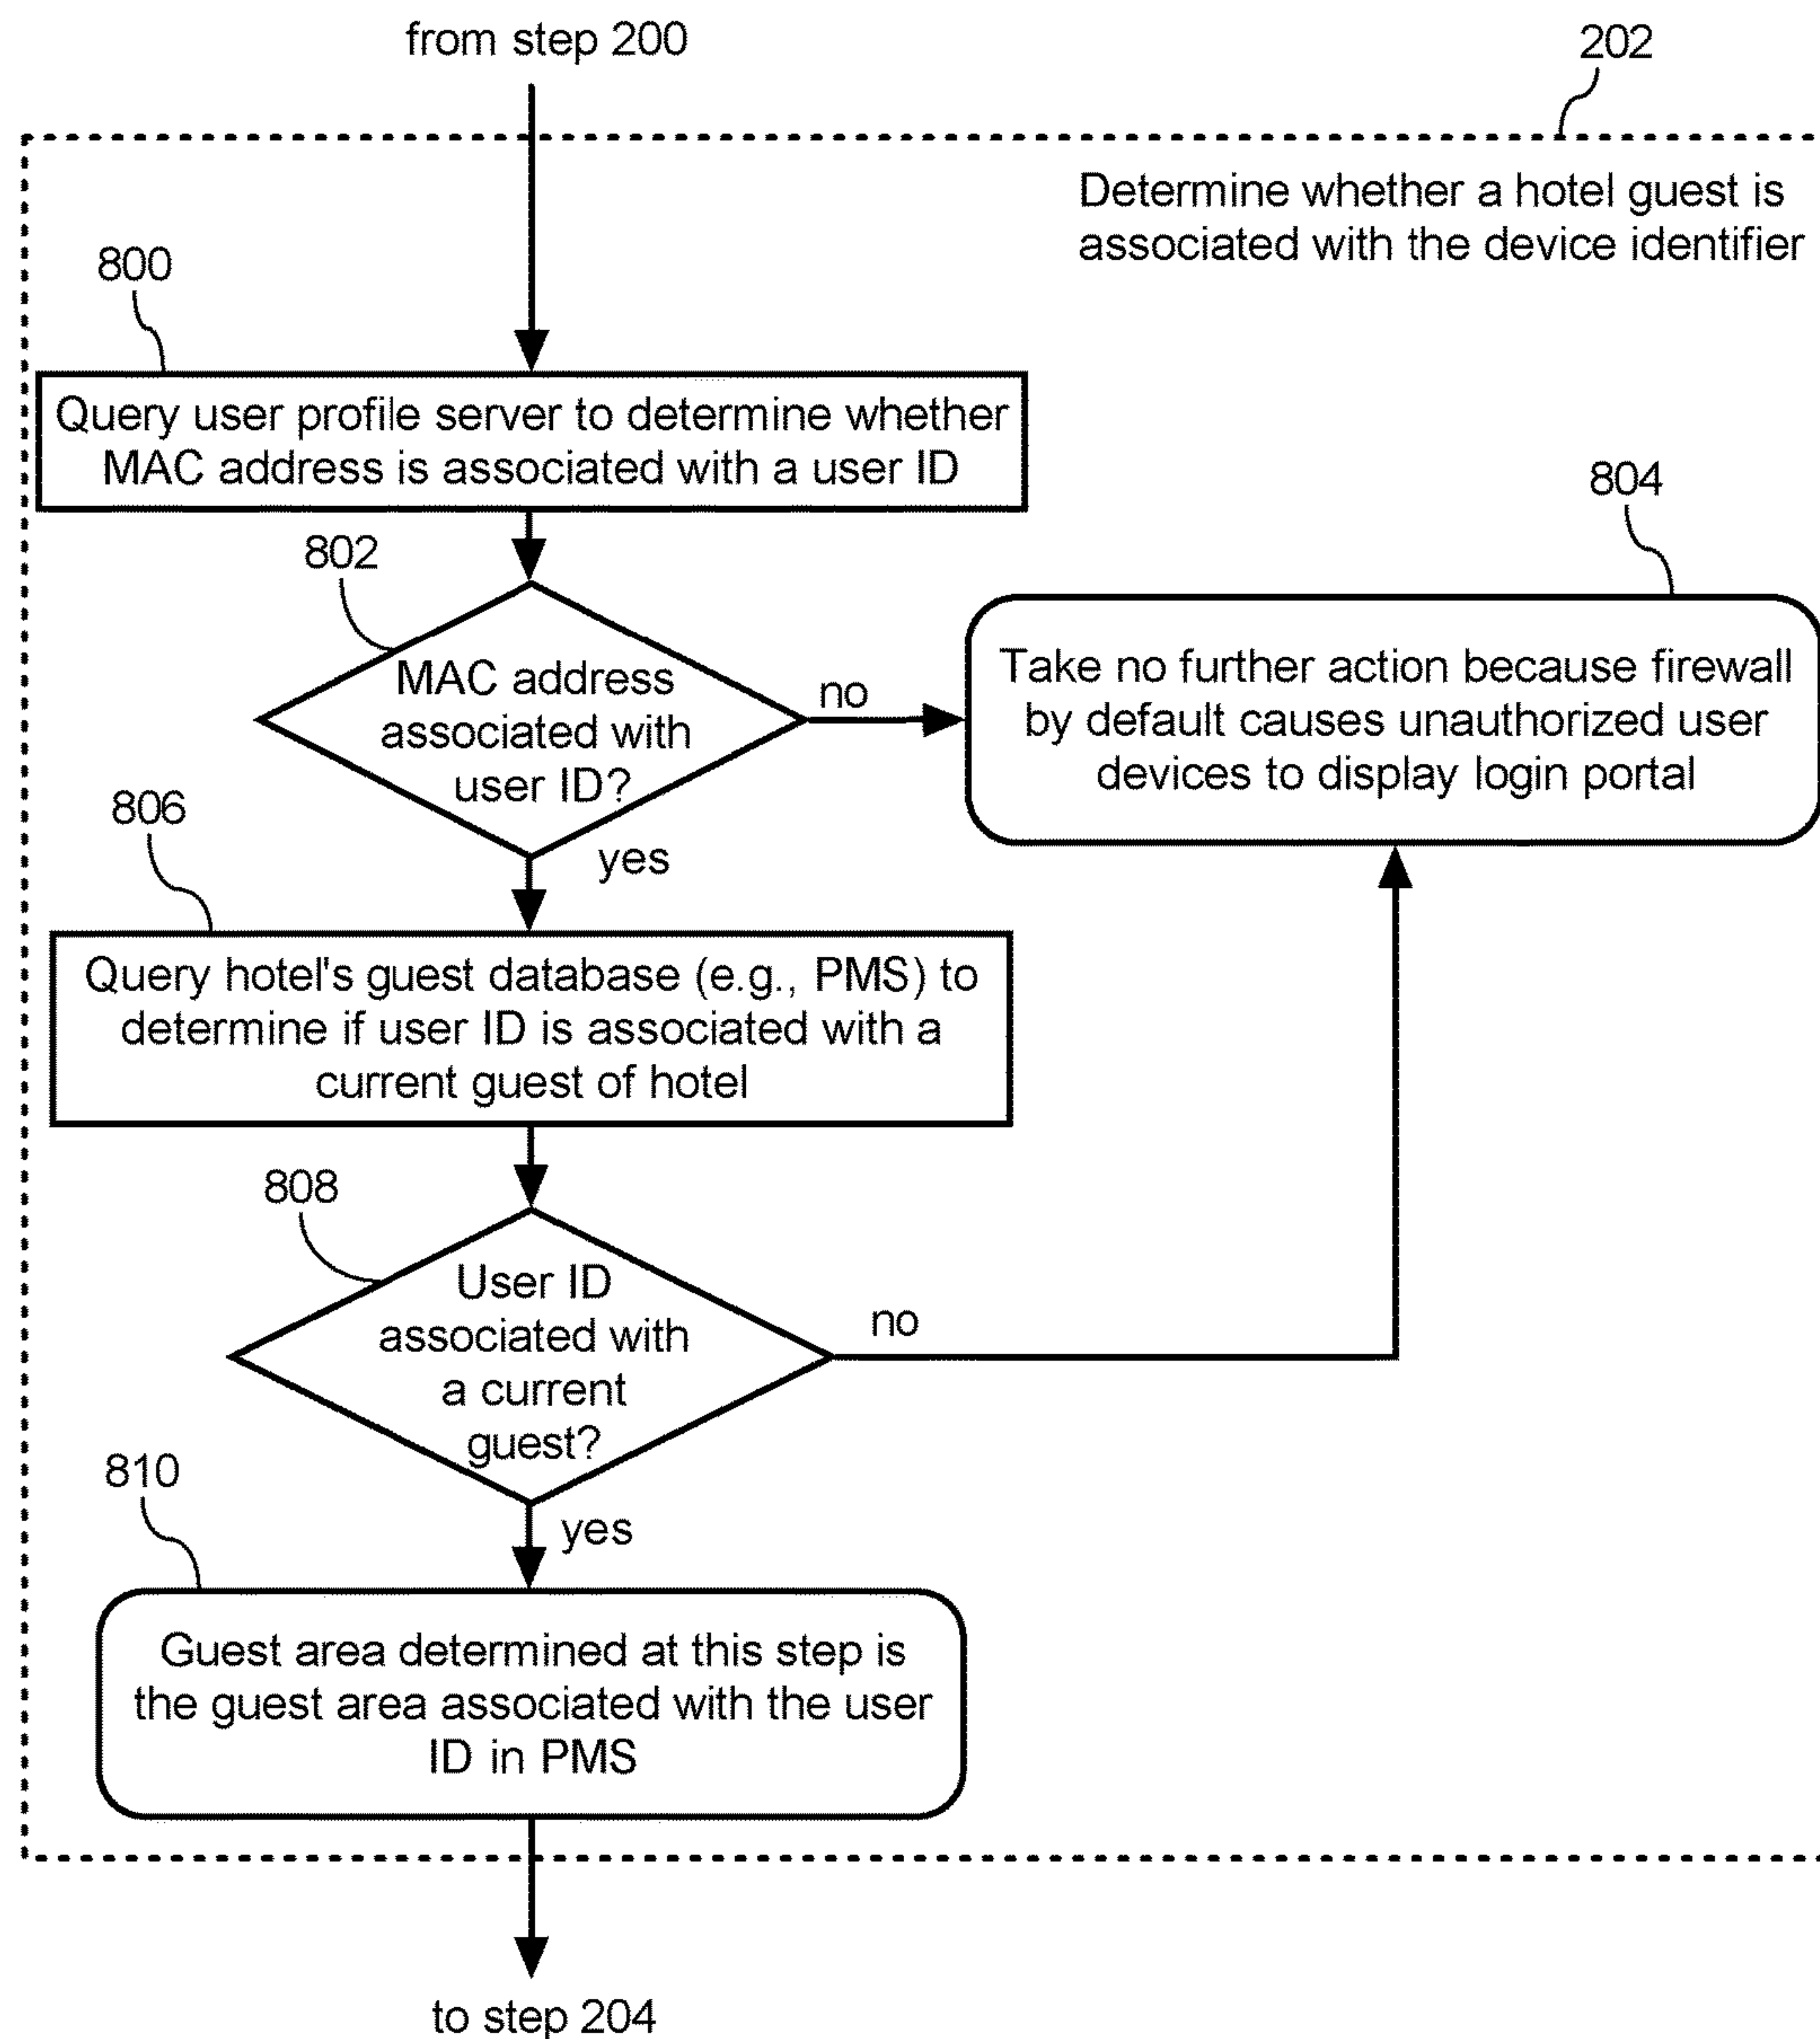 from step 200
202
Determine whether a hotel guest is
associated with the device identifier
800
Query user profile server to determine whether
MAC address is associated with a user ID
802
804
MAC address
associated with
user ID?
no
Take no further action because firewall
by default causes unauthorized user
devices to display login portal
806
yes
Query hotel's guest database (e.g., PMS) to
determine if user ID is associated with a
current guest of hotel
808
User ID
associated with
a current
guest?
no
810
yes
Guest area determined at this step is
the guest area associated with the user
ID in PMS
to step 204